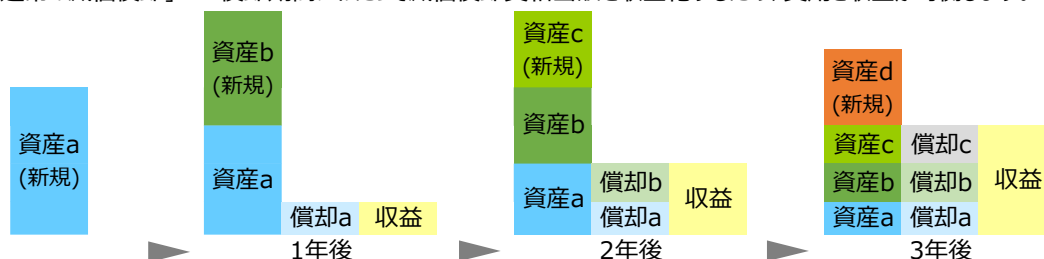 資産a
(新規)
資産b
(新規)
資産a
償却a
収益
1年後
資産c
(新規)
資産b
資産a
償却b
償却a
収益
2年後
資産d
(新規)
資産c
償却c
資産b
償却b
資産a
償却a
収益
3年後